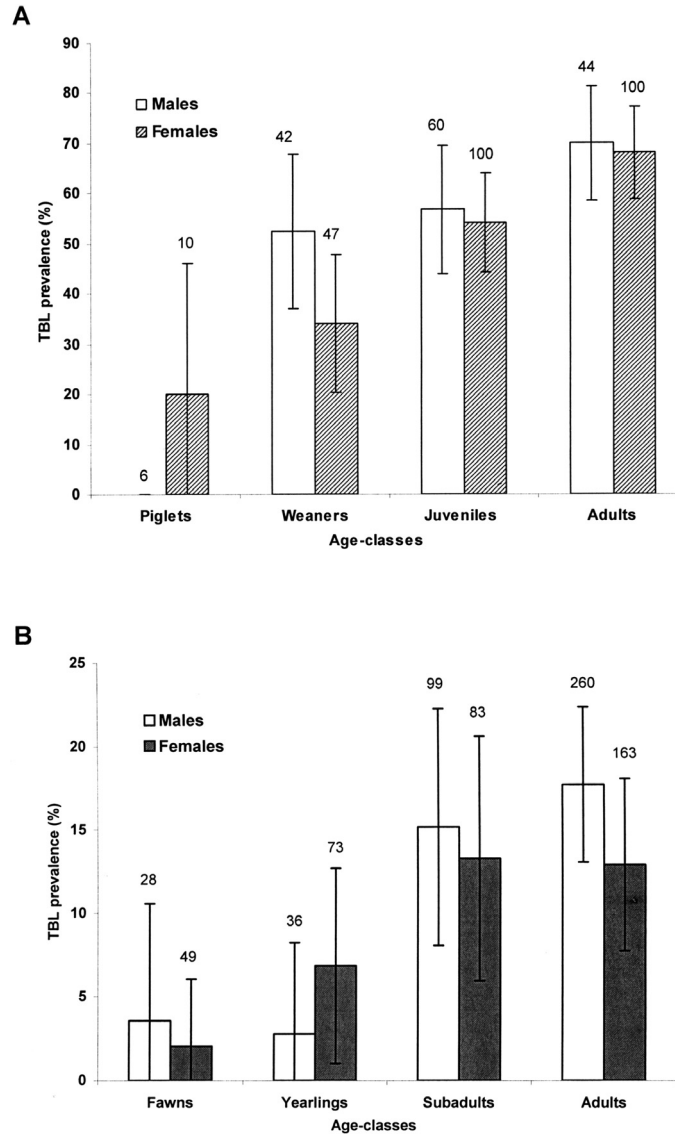 A
90
80
70
60
50
40
30
20
10
0
TBL prevalence (%)
Males
Females
6
10
42
47
60
100
44
100
Piglets Weaners Juveniles Adults
Age-classes
B
25
20
15
10
5
0
TBL prevalence (%)
Males
Females
28
49
36
73
99
83
260
163
Fawns Yearlings Subadults Adults
Age-classes